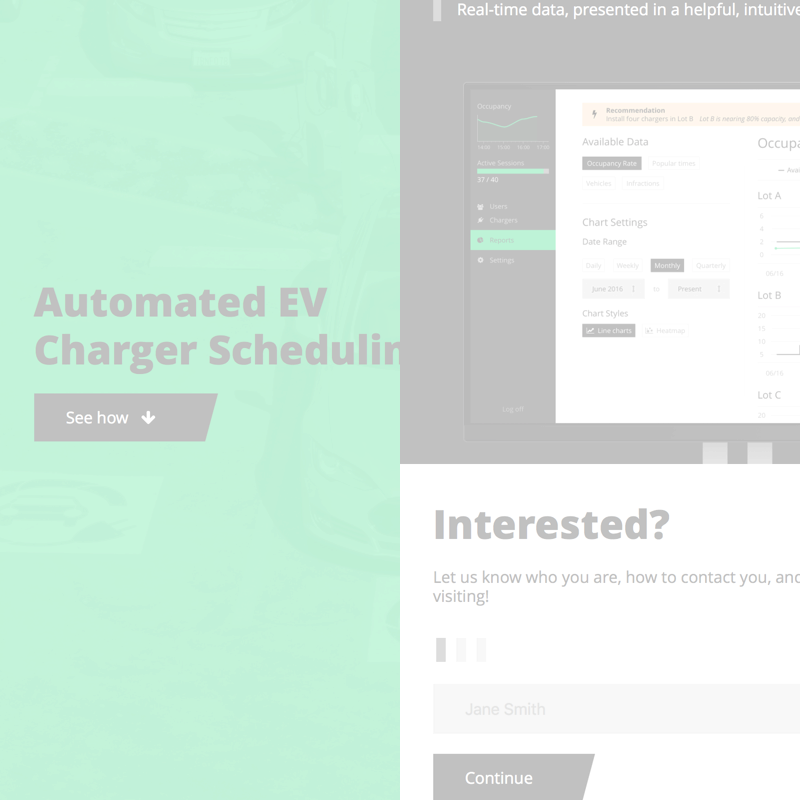 Automated EV
Charger Schedulin
See how
Real-time data, presented in a helpful, intuitive
Occupancy
14:00 15:00 16:00 17:00
Active Sessions
37 / 40
Users
Chargers
Reports
Settings
Log off
Recommendation
Install four chargers in Lot B Lot B is nearing 80% capacity, and
Available Data
Occupancy Rate Popular times
Vehicles Infractions
Chart Settings
Date Range
Daily Weekly Monthly Quarterly
June 2016 to Present
Chart Styles
Line charts Heatmap
Occupa
Avai
Lot A
6
4
2
0
06/16
Lot B
20
15
10
5
06/16
Lot C
20
Interested?
Let us know who you are, how to contact you, and
visiting!
Jane Smith
Continue